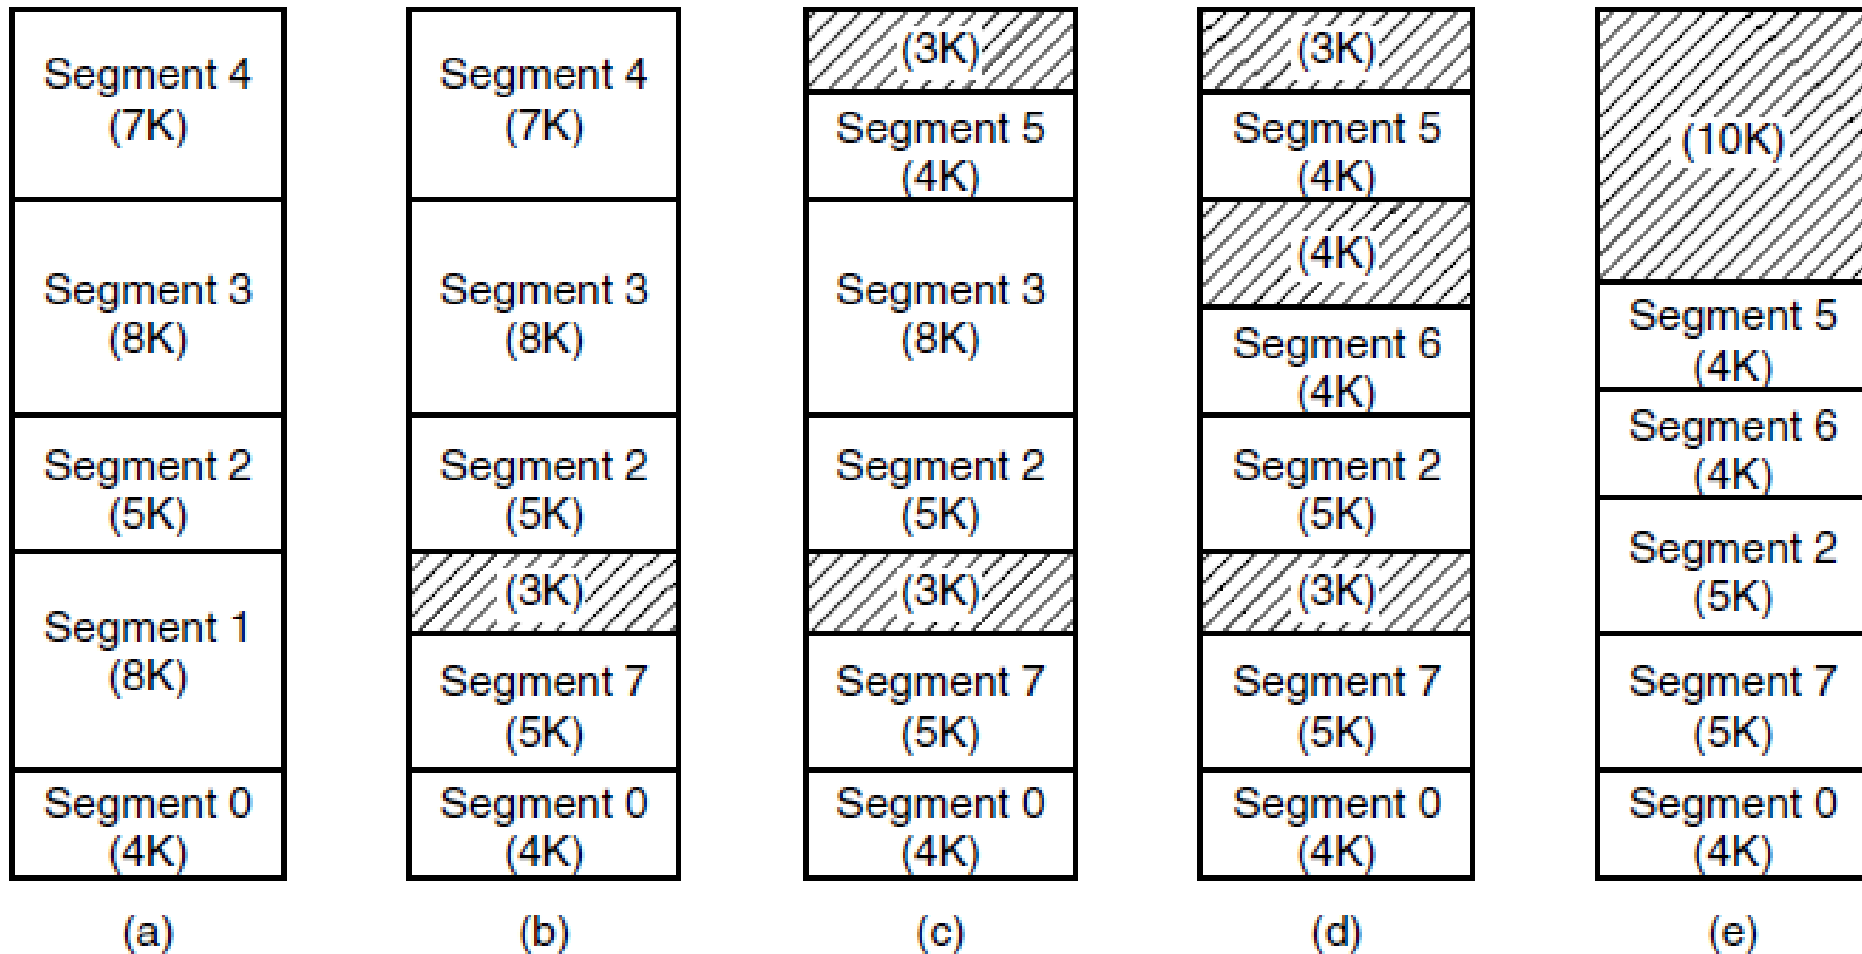 Segment 4
(7K)
Segment 3
(8K)
Segment 2
(5K)
Segment 1
(8K)
Segment 0
(4K)
(a)
Segment 4
(7K)
Segment 3
(8K)
Segment 2
(5K)
(3K)
Segment 7
(5K)
Segment 0
(4K)
(b)
(3K)
Segment 5
(4K)
Segment 3
(8K)
Segment 2
(5K)
(3K)
Segment 7
(5K)
Segment 0
(4K)
(c)
(3K)
Segment 5
(4K)
(4K)
Segment 6
(4K)
Segment 2
(5K)
(3K)
Segment 7
(5K)
Segment 0
(4K)
(d)
(10K)
Segment 5
(4K)
Segment 6
(4K)
Segment 2
(5K)
Segment 7
(5K)
Segment 0
(4K)
(e)